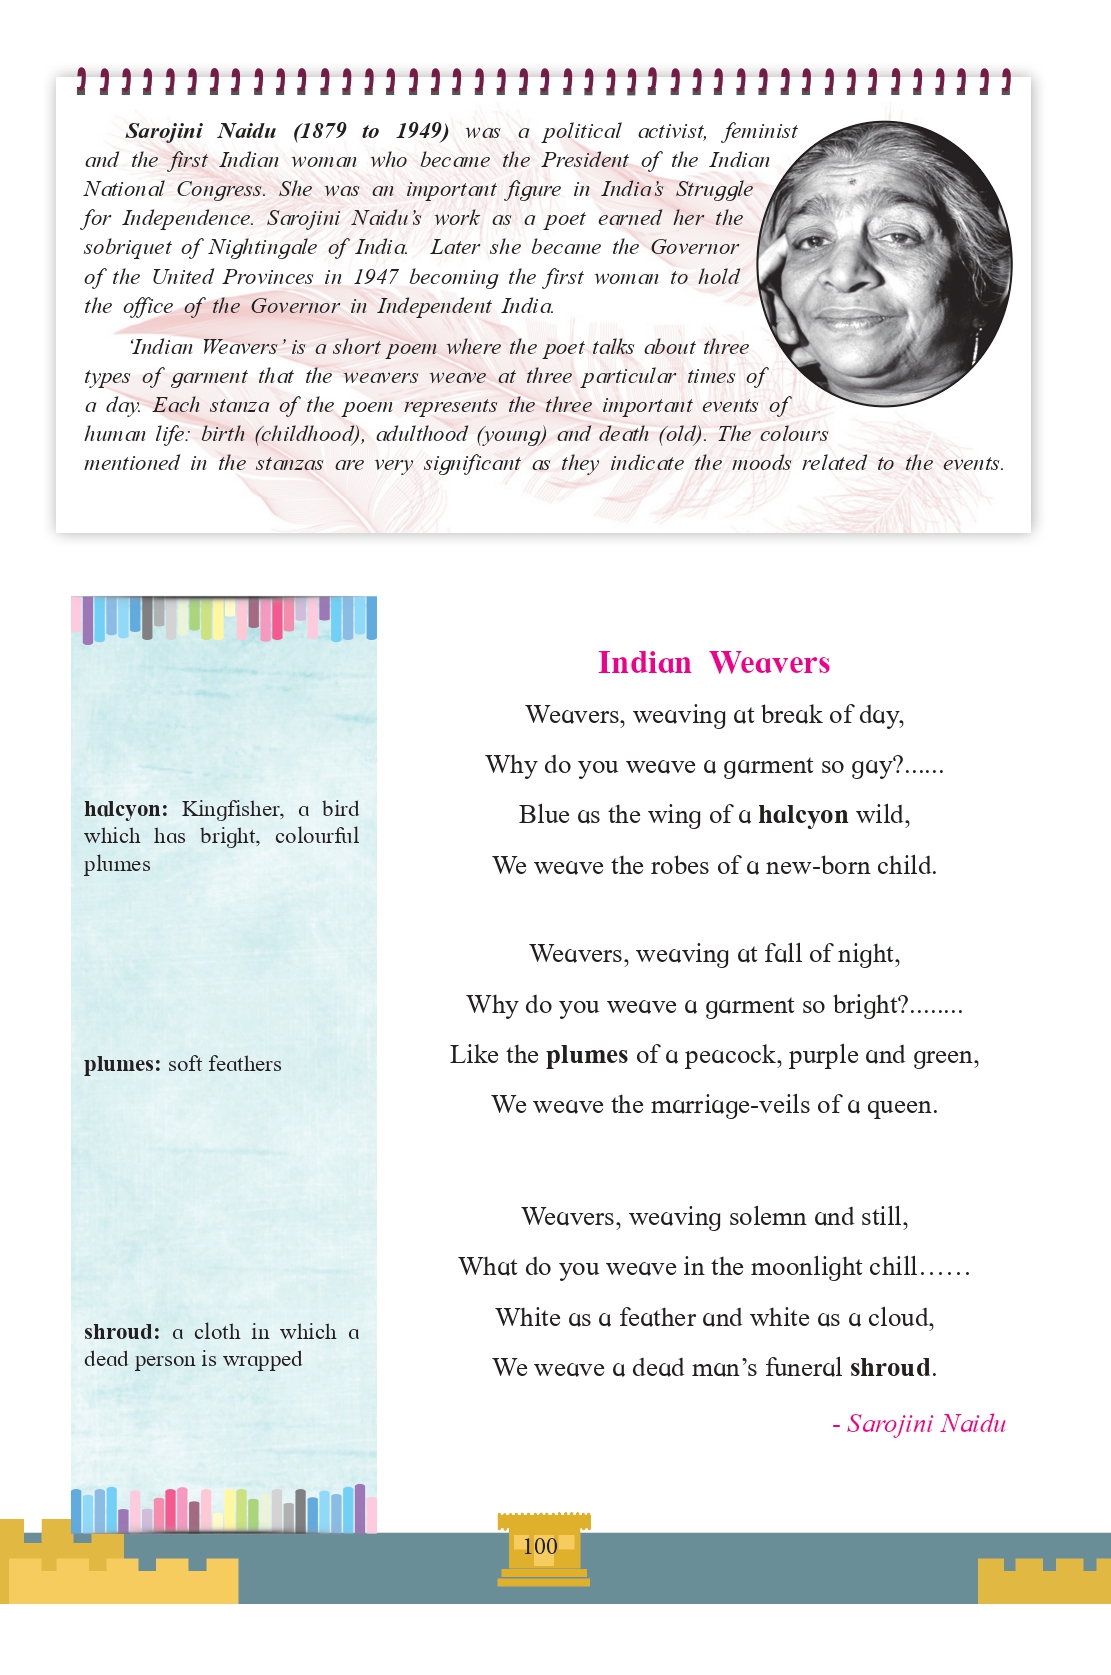 Sarojini Naidu (1879 to 1949) was a political activist, feminist
and the first Indian woman who became the President of the Indian
National Congress. She was an important figure in India's Struggle
for Independence. Sarojini Naidu's work as a poet earned her the
sobriquet of Nightingale of India. Later she became the Governor
of the United Provinces in 1947 becoming the first woman to hold
the office of the Governor in Independent India.
'Indian Weavers' is a short poem where the poet talks about three
types of garment that the weavers weave at three particular times of
a day. Each stanza of the poem represents the three important events of
human life: birth (childhood), adulthood (young) and death (old). The colours
mentioned in the stanzas are very significant as they indicate the moods related to the events.
halcyon: Kingfisher, a bird
which has bright, colourful
plumes
plumes: soft feathers
shroud: a cloth in which a
dead person is wrapped
Indian Weavers
Weavers, weaving at break of day,
Why do you weave a garment so gay?......
Blue as the wing of a halcyon wild,
We weave the robes of a new-born child.
Weavers, weaving at fall of night,
Why do you weave a garment so bright?........
Like the plumes of a peacock, purple and green,
We weave the marriage-veils of a queen.
Weavers, weaving solemn and still,
What do you weave in the moonlight chill……
White as a feather and white as a cloud,
We weave a dead man's funeral shroud.
- Sarojini Naidu
100